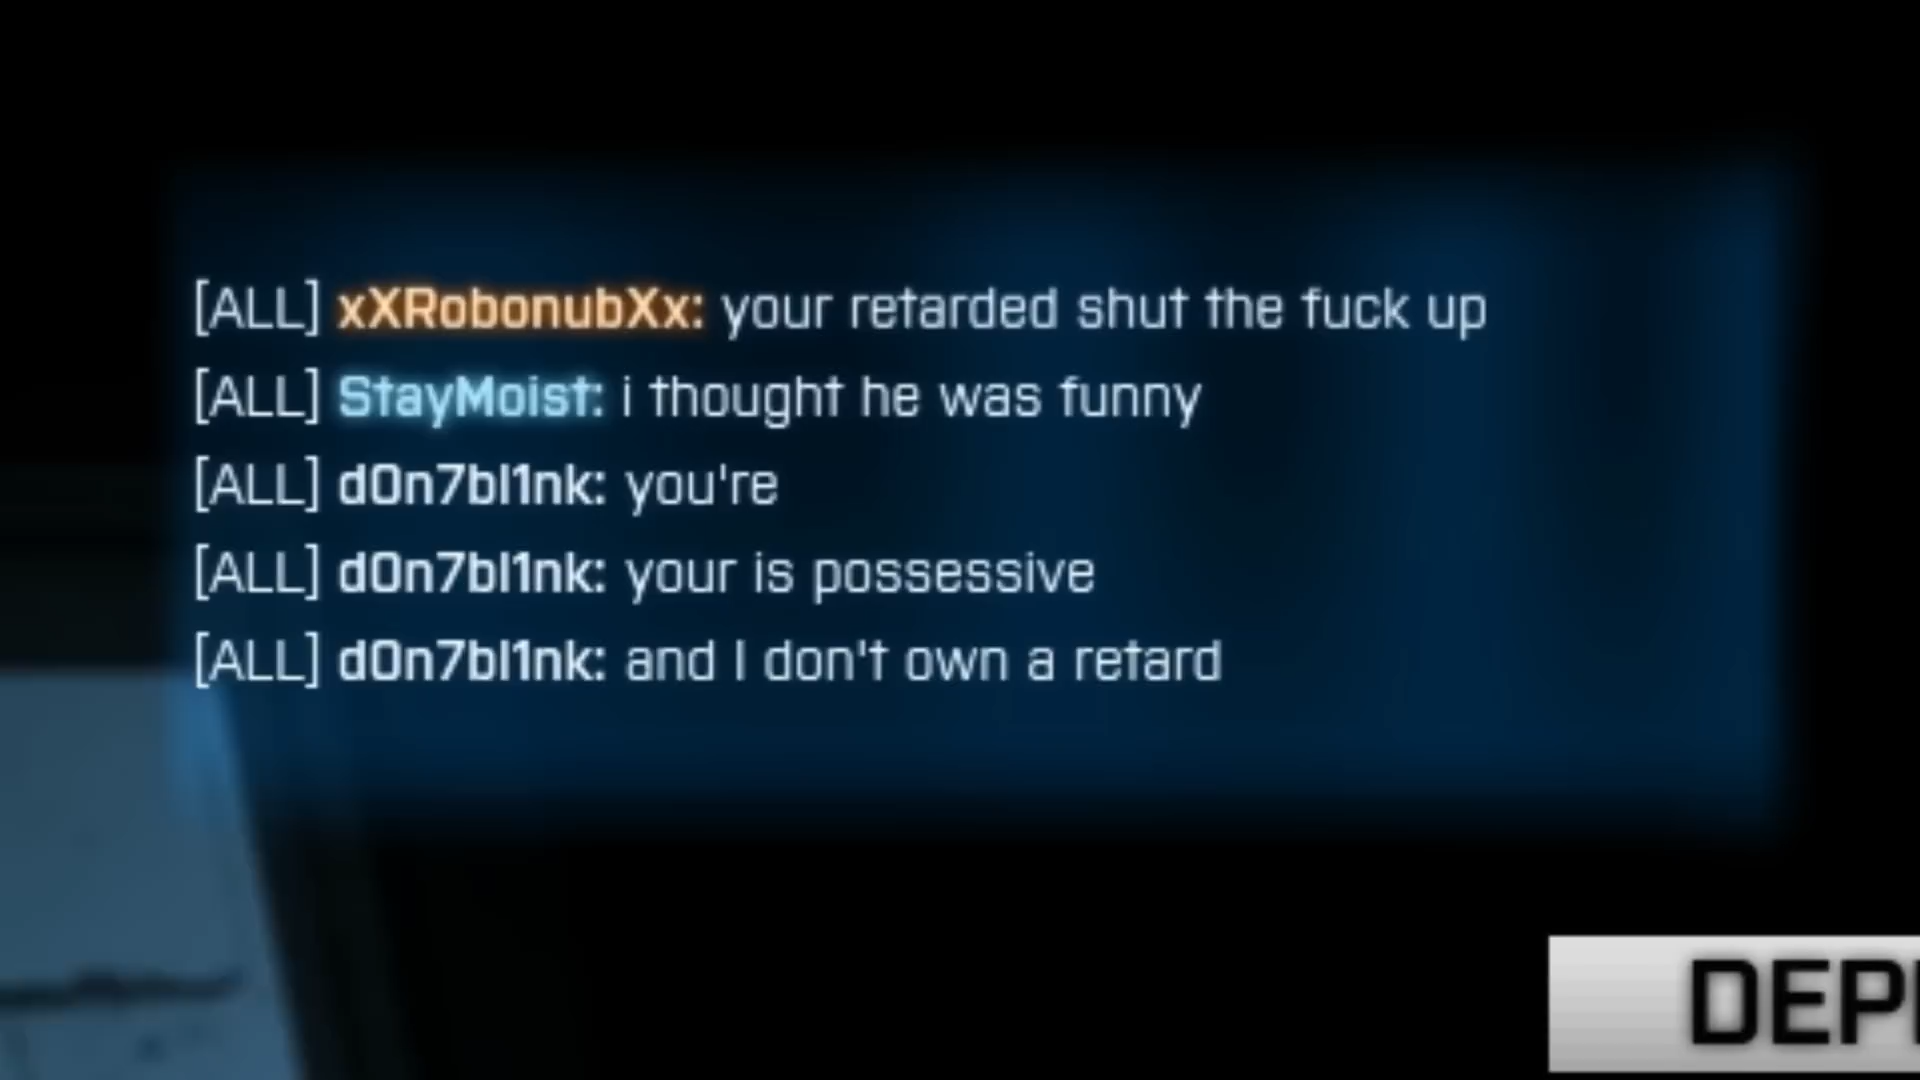 [ALL] xXRobonubXx: your retarded shut the fuck up
[ALL] StayMoist: i thought he was funny
[ALL] d0n7bl1nk: you're
[ALL] d0n7bl1nk: your is possessive
[ALL] d0n7bl1nk: and I don't own a retard